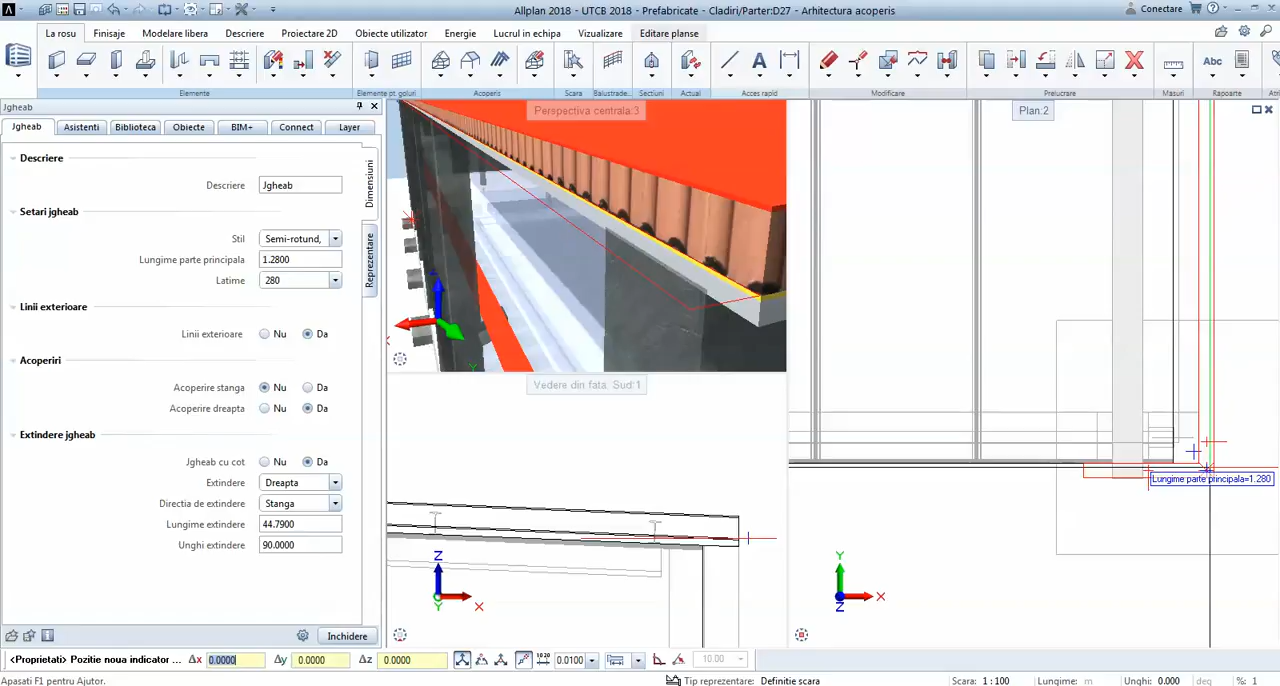 Allplan 2018 - UTCB 2018 - Prefabricate - Cladiri/Parter:D27 - Arhitectura acoperis
Conectare
La rosu
Finisaje
Modelare libera
Descriere
Proiectare 2D
Obiecte utilizator
Energie
Lucrul in echipa
Vizualizare
Editare planse
Elemente
Elemente pt. goluri
Acoperis
Scara
Balustrade...
Sectiuni
Actual
Acces rapid
Modificare
Prelucrare
Masuri
Abc
Rapoarte
Jgheab
Jgheab
Asistenti
Biblioteca
Obiecte
BIM+
Connect
Layer
Dimensiuni
Reprezentare
Descriere
Descriere Jgheab
Setari jgheab
Stil Semi-rotund,
Lungime parte principala 1.2800
Latime 280
Linii exterioare
Linii exterioare Nu Da
Acoperiri
Acoperire stanga Nu Da
Acoperire dreapta Nu Da
Extindere jgheab
Jgheab cu cot Nu Da
Extindere Dreapta
Directia de extindere Stanga
Lungime extindere 44.7900
Unghi extindere 90.0000
Inchidere
Perspectiva centrala:3
Plan:2
Vedere din fata, Sud:1
Lungime parte principala=1.280
Z
X
Y
Y
X
Z
Y
<Proprietati> Pozitie noua indicator ...
Δx 0.0000
Δy 0.0000
Δz 0.0000
0.0100
10.00
Apasati F1 pentru Ajutor.
Tip reprezentare: Definitie scara
Scara: 1 : 100
Lungime: m
Unghi: 0.000 deg
%: 1